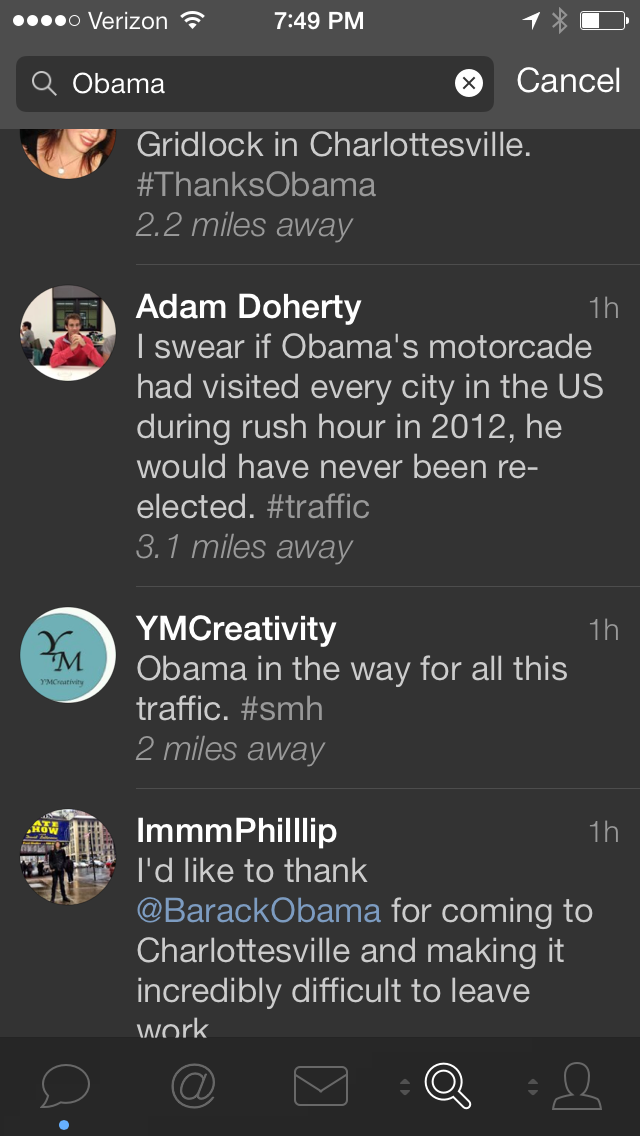 Verizon 7:49 PM
Obama Cancel
Gridlock in Charlottesville.
#ThanksObama
2.2 miles away
Adam Doherty 1h
I swear if Obama's motorcade
had visited every city in the US
during rush hour in 2012, he
would have never been re-
elected. #traffic
3.1 miles away
YM
YMCreativity
YMCreativity 1h
Obama in the way for all this
traffic. #smh
2 miles away
ImmmPhilllip 1h
I'd like to thank
@BarackObama for coming to
Charlottesville and making it
incredibly difficult to leave
work